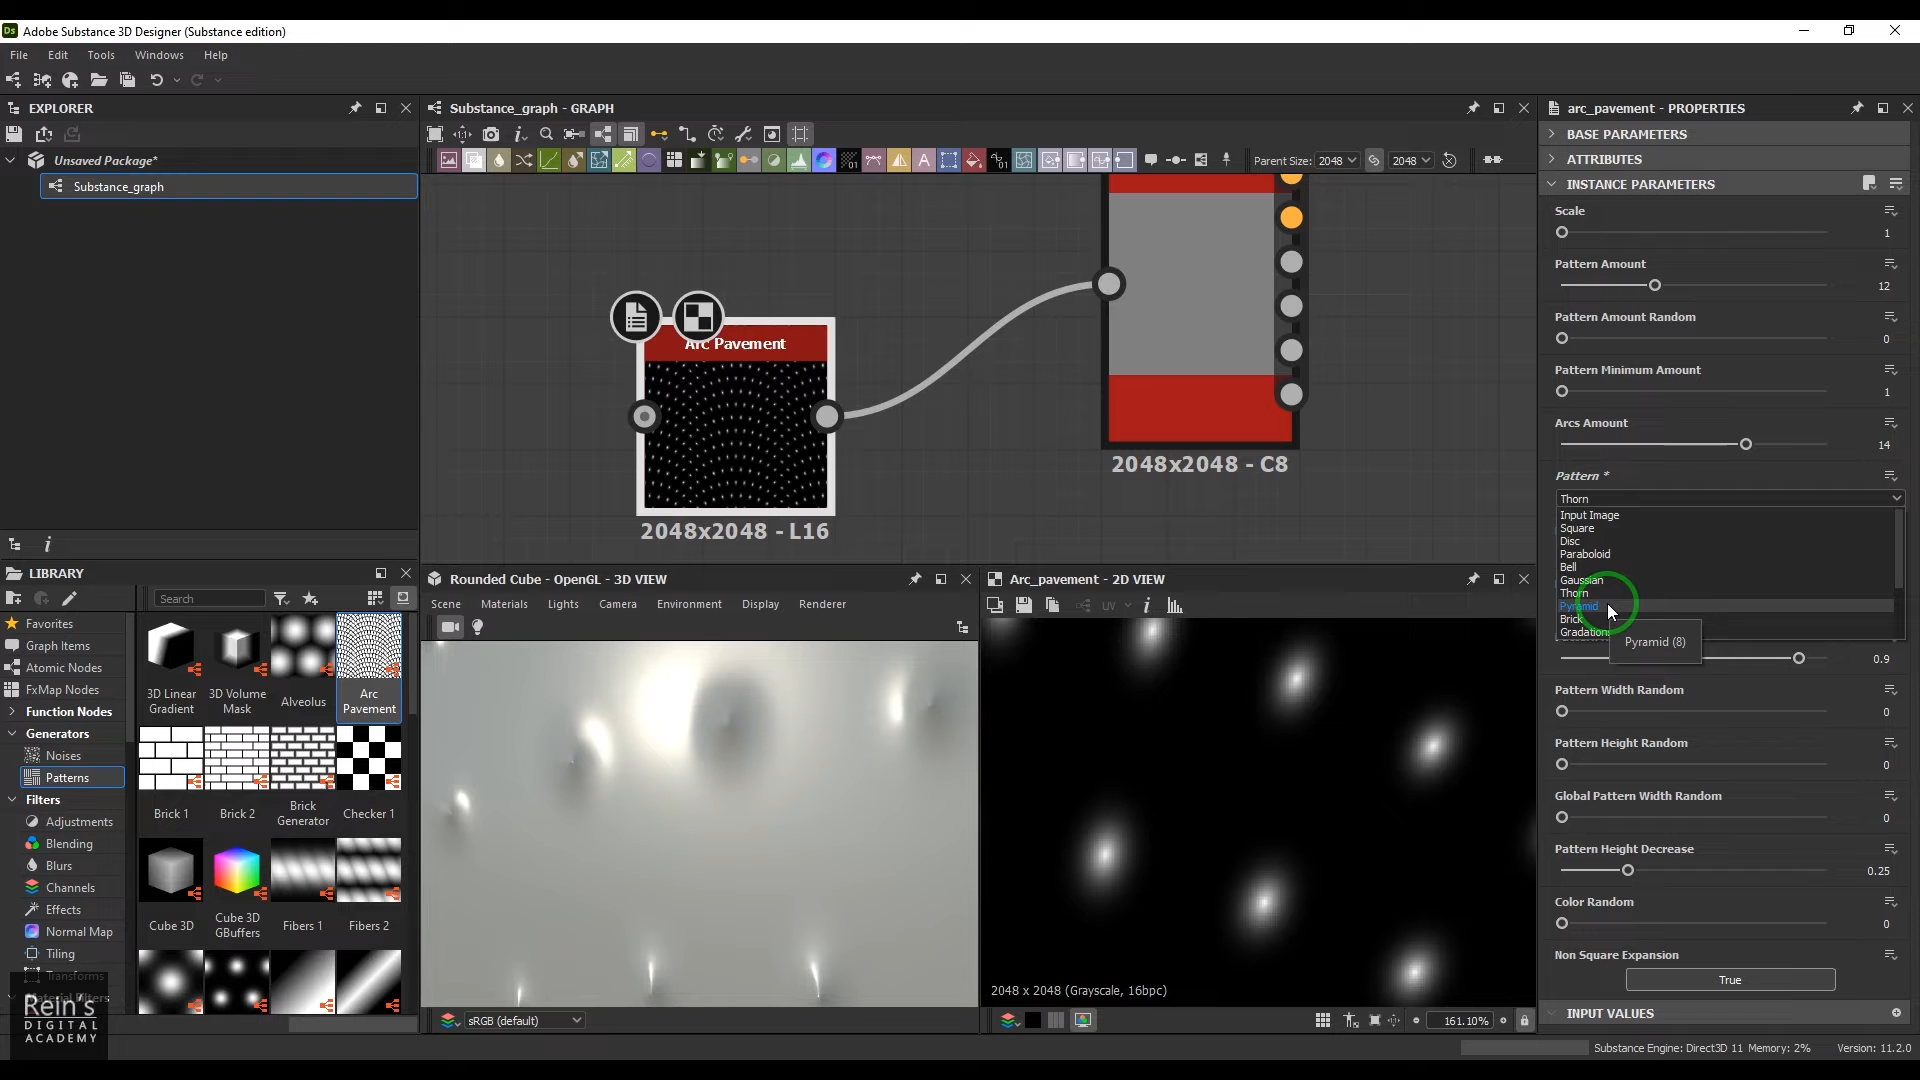 Ds Adobe Substance 3D Designer (Substance edition)
File Edit Tools Windows Help
EXPLORER
Unsaved Package*
Substance_graph
Substance_graph - GRAPH
Parent Size: 2048 2048
Arc Pavement
2048x2048 - L16
2048x2048 - C8
LIBRARY
Search
Favorites
Graph Items
Atomic Nodes
FxMap Nodes
Function Nodes
Generators
Noises
Patterns
Filters
Adjustments
Blending
Blurs
Channels
Effects
Normal Map
Tiling
Transforms
Material Filters
3D Linear Gradient
3D Volume Mask
Alveolus
Arc Pavement
Brick 1
Brick 2
Brick Generator
Checker 1
Cube 3D
Cube 3D GBuffers
Fibers 1
Fibers 2
Rein's
DIGITAL
ACADEMY
Rounded Cube - OpenGL - 3D VIEW
Scene Materials Lights Camera Environment Display Renderer
sRGB (default)
Arc_pavement - 2D VIEW
UV
2048 x 2048 (Grayscale, 16bpc)
161.10%
arc_pavement - PROPERTIES
BASE PARAMETERS
ATTRIBUTES
INSTANCE PARAMETERS
Scale
1
Pattern Amount
12
Pattern Amount Random
0
Pattern Minimum Amount
1
Arcs Amount
14
Pattern *
Thorn
Input Image
Square
Disc
Paraboloid
Bell
Gaussian
Thorn
Pyramid
Brick
Gradation
Pyramid (8)
0.9
Pattern Width Random
0
Pattern Height Random
0
Global Pattern Width Random
0
Pattern Height Decrease
0.25
Color Random
0
Non Square Expansion
True
INPUT VALUES
Substance Engine: Direct3D 11 Memory: 2% Version: 11.2.0